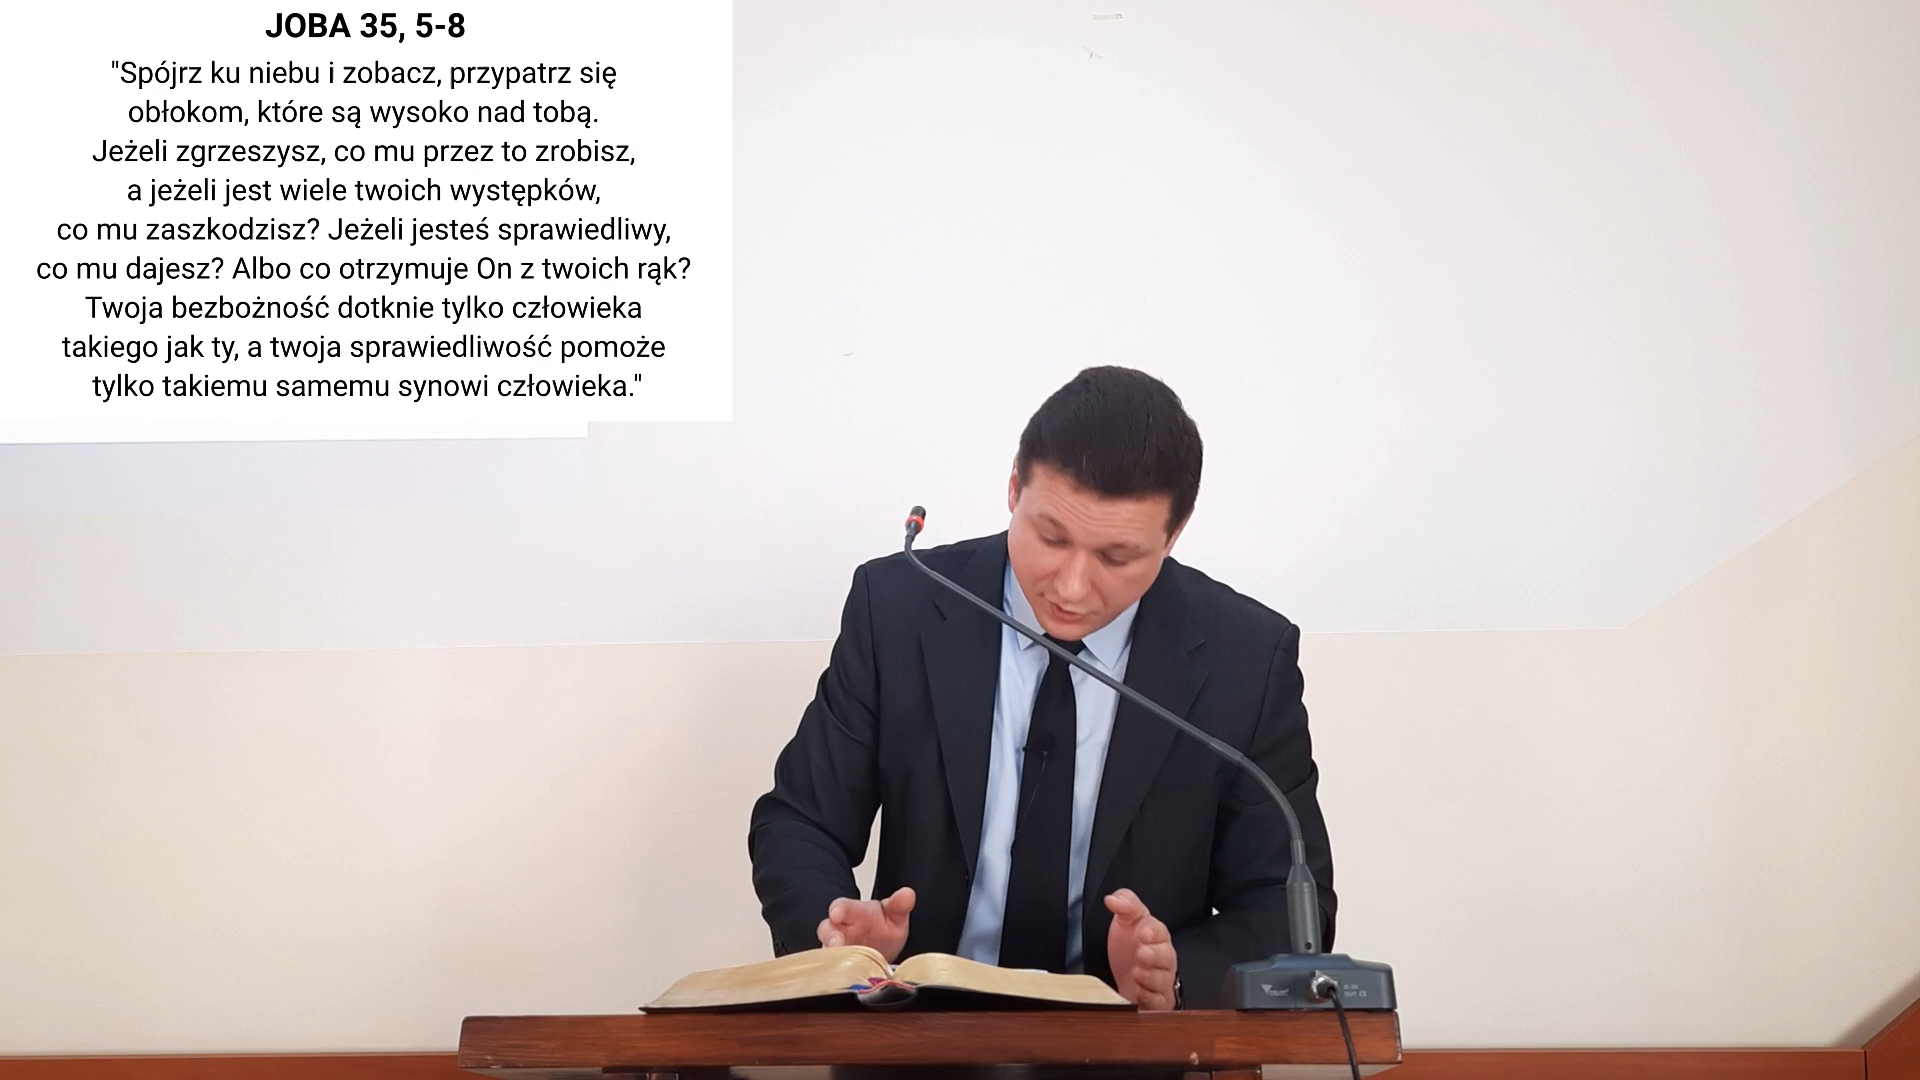 JOBA 35, 5-8
"Spójrz ku niebu i zobacz, przypatrz się
obłokom, które są wysoko nad tobą.
Jeżeli zgrzeszysz, co mu przez to zrobisz,
a jeżeli jest wiele twoich występków,
co mu zaszkodzisz? Jeżeli jesteś sprawiedliwy,
co mu dajesz? Albo co otrzymuje On z twoich rąk?
Twoja bezbożność dotknie tylko człowieka
takiego jak ty, a twoja sprawiedliwość pomoże
tylko takiemu samemu synowi człowieka."